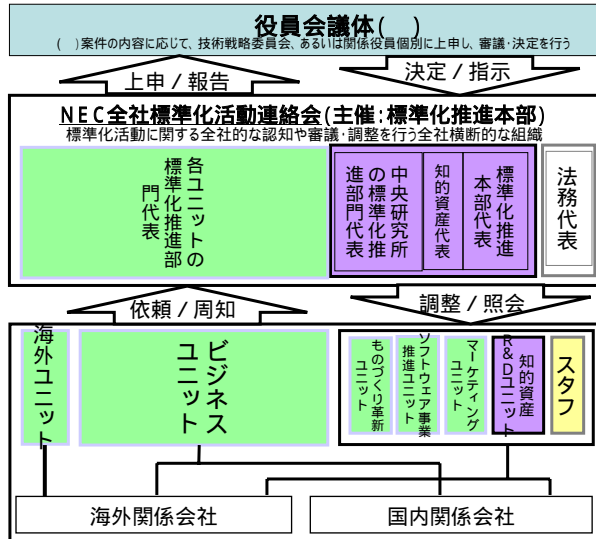 役員会議体( )
( )案件の内容に応じて、技術戦略委員会、あるいは関係役員個別に上申し、審議・決定を行う
上申 / 報告
決定 / 指示
NEC全社標準化活動連絡会(主催:標準化推進本部)
標準化活動に関する全社的な認知や審議・調整を行う全社横断的な組織
各ユニットの
標準化推進部
門代表
中央研究所
の標準化推
進部門代表
知的資産代表
標準化推進
本部代表
法務代表
依頼 / 周知
調整 / 照会
海外ユニット
ビジネス
ユニット
ものづくり革新
ユニット
ソフトウェア事業
推進ユニット
マーケティング
ユニット
知的資産
R&Dユニット
スタフ
海外関係会社
国内関係会社